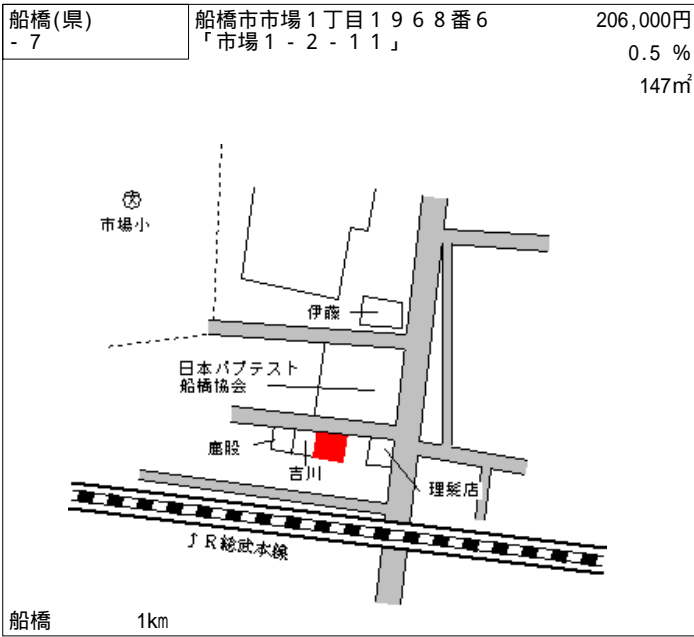 船橋(県)
- 7
船橋市市場1丁目1968番6
「市場1 - 2 - 11」
206,000円
0.5 %
147㎡
文
市場小
伊藤
日本バプテスト
船橋協会
鹿股
吉川
理髪店
JR総武本線
船橋 1km